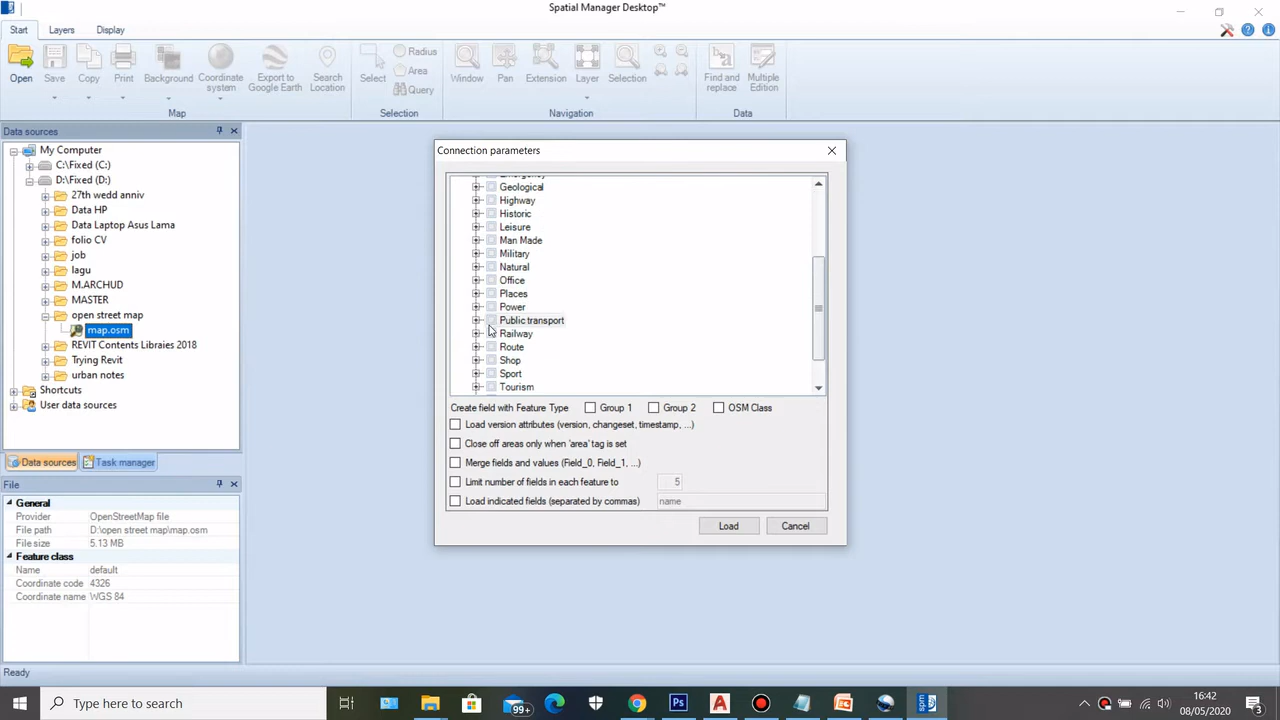 Spatial Manager Desktop™
Start
Layers
Display
Open
Save
Copy
Print
Background
Coordinate system
Export to Google Earth
Search Location
Map
Select
Radius
Area
Query
Selection
Window
Pan
Extension
Layer
Selection
Navigation
Find and replace
Multiple Edition
Data
Data sources
My Computer
C:\Fixed (C:)
D:\Fixed (D:)
27th wedd anniv
Data HP
Data Laptop Asus Lama
folio CV
job
lagu
M.ARCHUD
MASTER
open street map
map.osm
REVIT Contents Libraies 2018
Trying Revit
urban notes
Shortcuts
User data sources
Data sources
Task manager
File
General
Provider OpenStreetMap file
File path D:\open street map\map.osm
File size 5.13 MB
Feature class
Name default
Coordinate code 4326
Coordinate name WGS 84
Ready
Connection parameters
Emergency
Geological
Highway
Historic
Leisure
Man Made
Military
Natural
Office
Places
Power
Public transport
Railway
Route
Shop
Sport
Tourism
Create field with Feature Type Group 1 Group 2 OSM Class
Load version attributes (version, changeset, timestamp, ...)
Close off areas only when 'area' tag is set
Merge fields and values (Field_0, Field_1, ...)
Limit number of fields in each feature to 5
Load indicated fields (separated by commas) name
Load
Cancel
Type here to search
99+
Ps
A
spm
16:42
08/05/2020
3